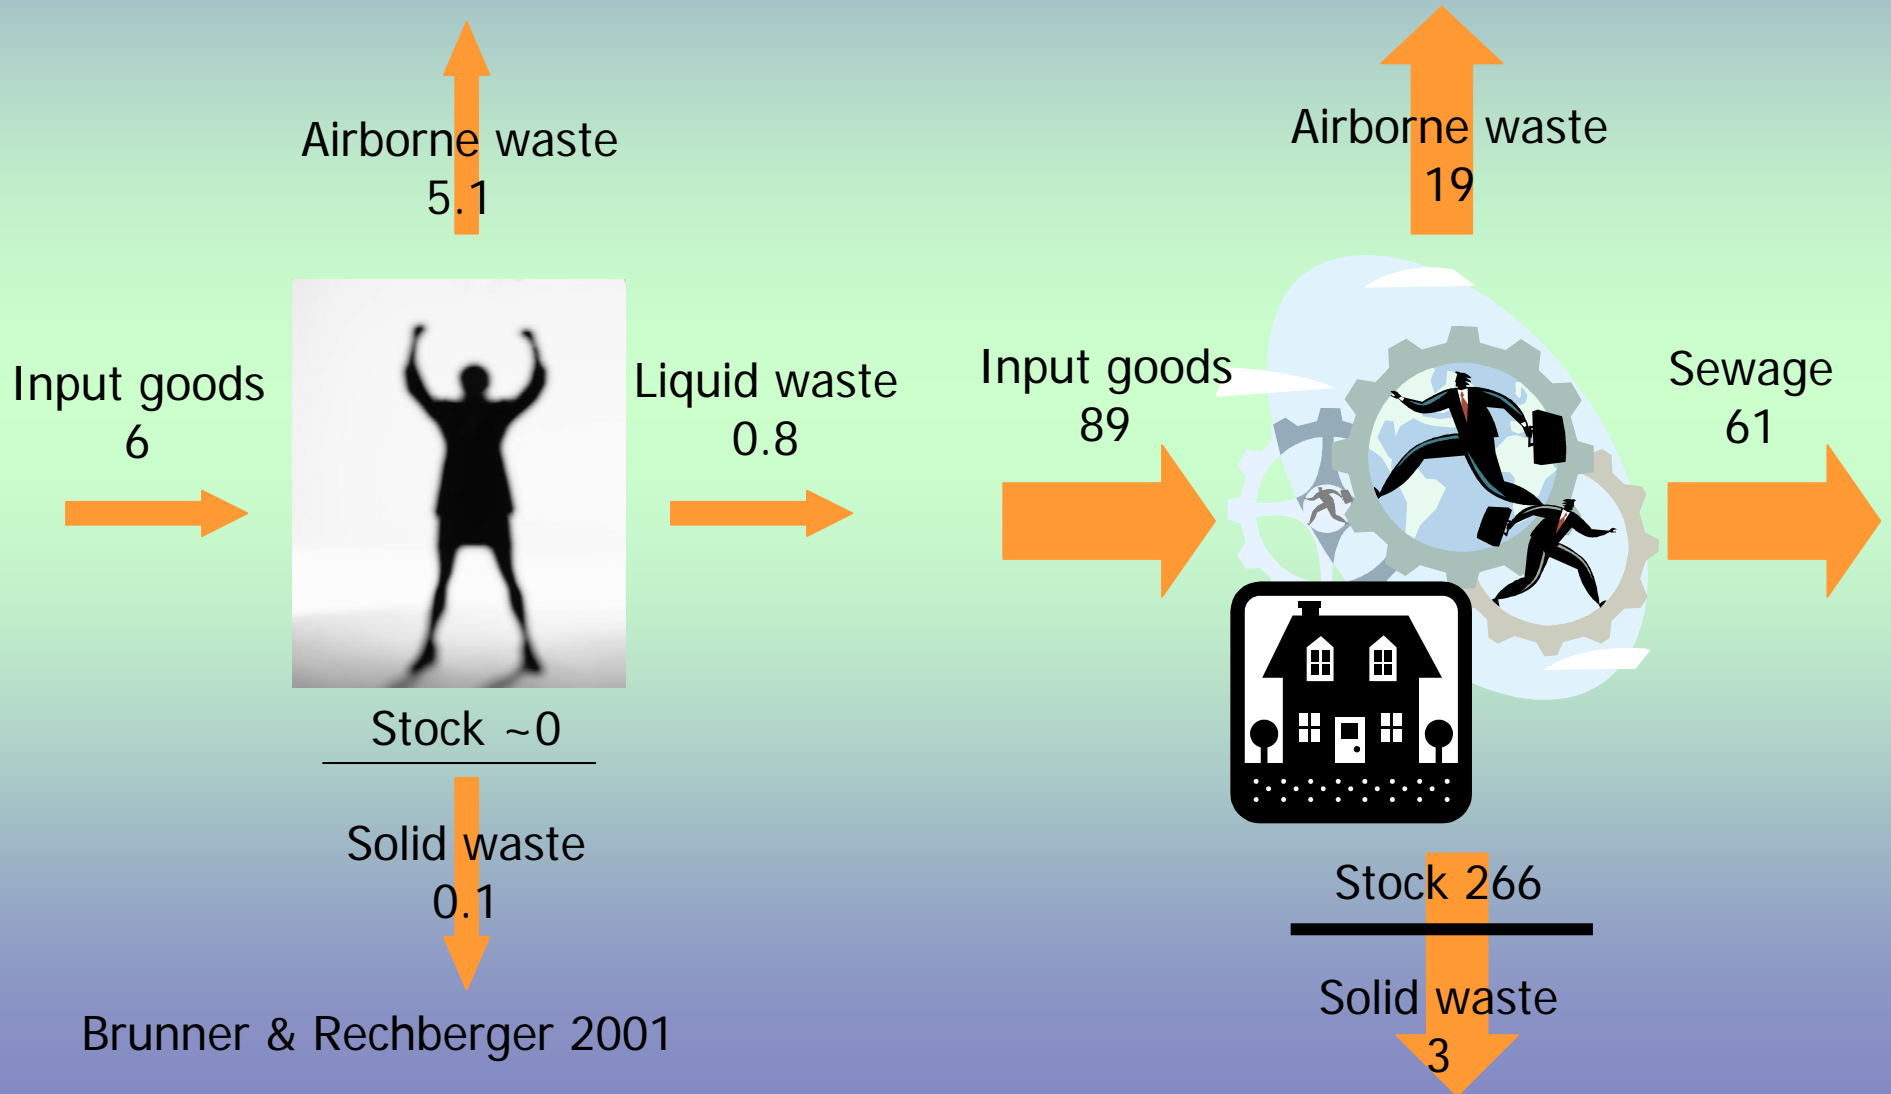 Airborne waste
5.1
Input goods
6
Liquid waste
0.8
Stock ~0
Solid waste
0.1
Brunner & Rechberger 2001
Airborne waste
19
Input goods
89
Sewage
61
Stock 266
Solid waste
3